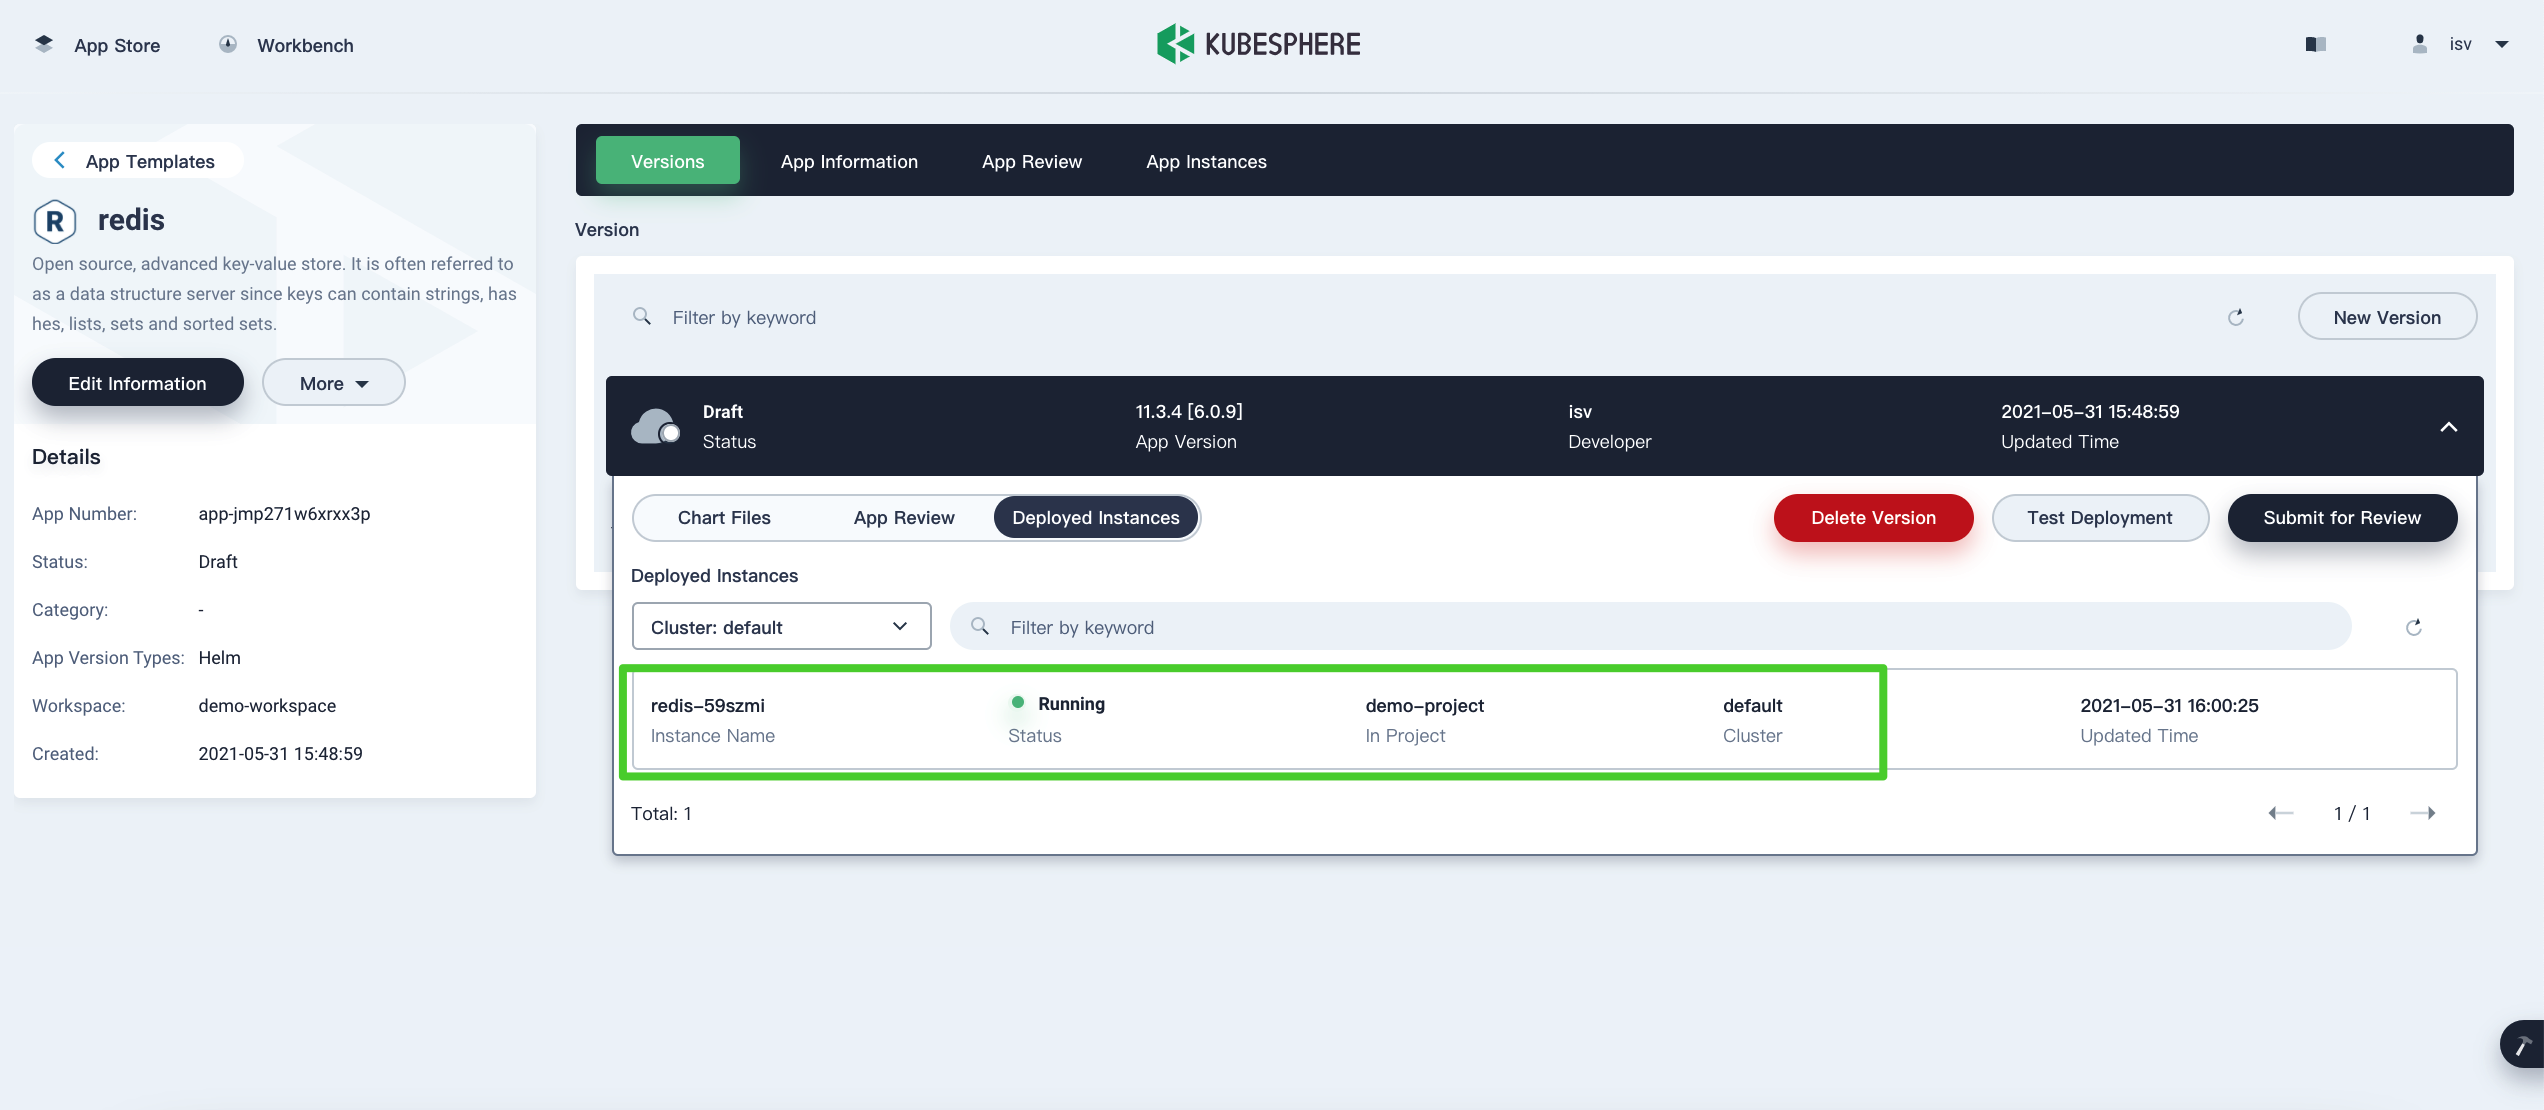 App Store
Workbench
KUBESPHERE
isv
App Templates
R
redis
Open source, advanced key-value store. It is often referred to
as a data structure server since keys can contain strings, has
hes, lists, sets and sorted sets.
Edit Information
More
Details
App Number: app-jmp271w6xrxx3p
Status: Draft
Category: -
App Version Types: Helm
Workspace: demo-workspace
Created: 2021-05-31 15:48:59
Versions
App Information
App Review
App Instances
Version
Filter by keyword
New Version
Draft
Status
11.3.4 [6.0.9]
App Version
isv
Developer
2021-05-31 15:48:59
Updated Time
Chart Files
App Review
Deployed Instances
Delete Version
Test Deployment
Submit for Review
Deployed Instances
Cluster: default
Filter by keyword
redis-59szmi
Instance Name
Running
Status
demo-project
In Project
default
Cluster
2021-05-31 16:00:25
Updated Time
Total: 1
1 / 1